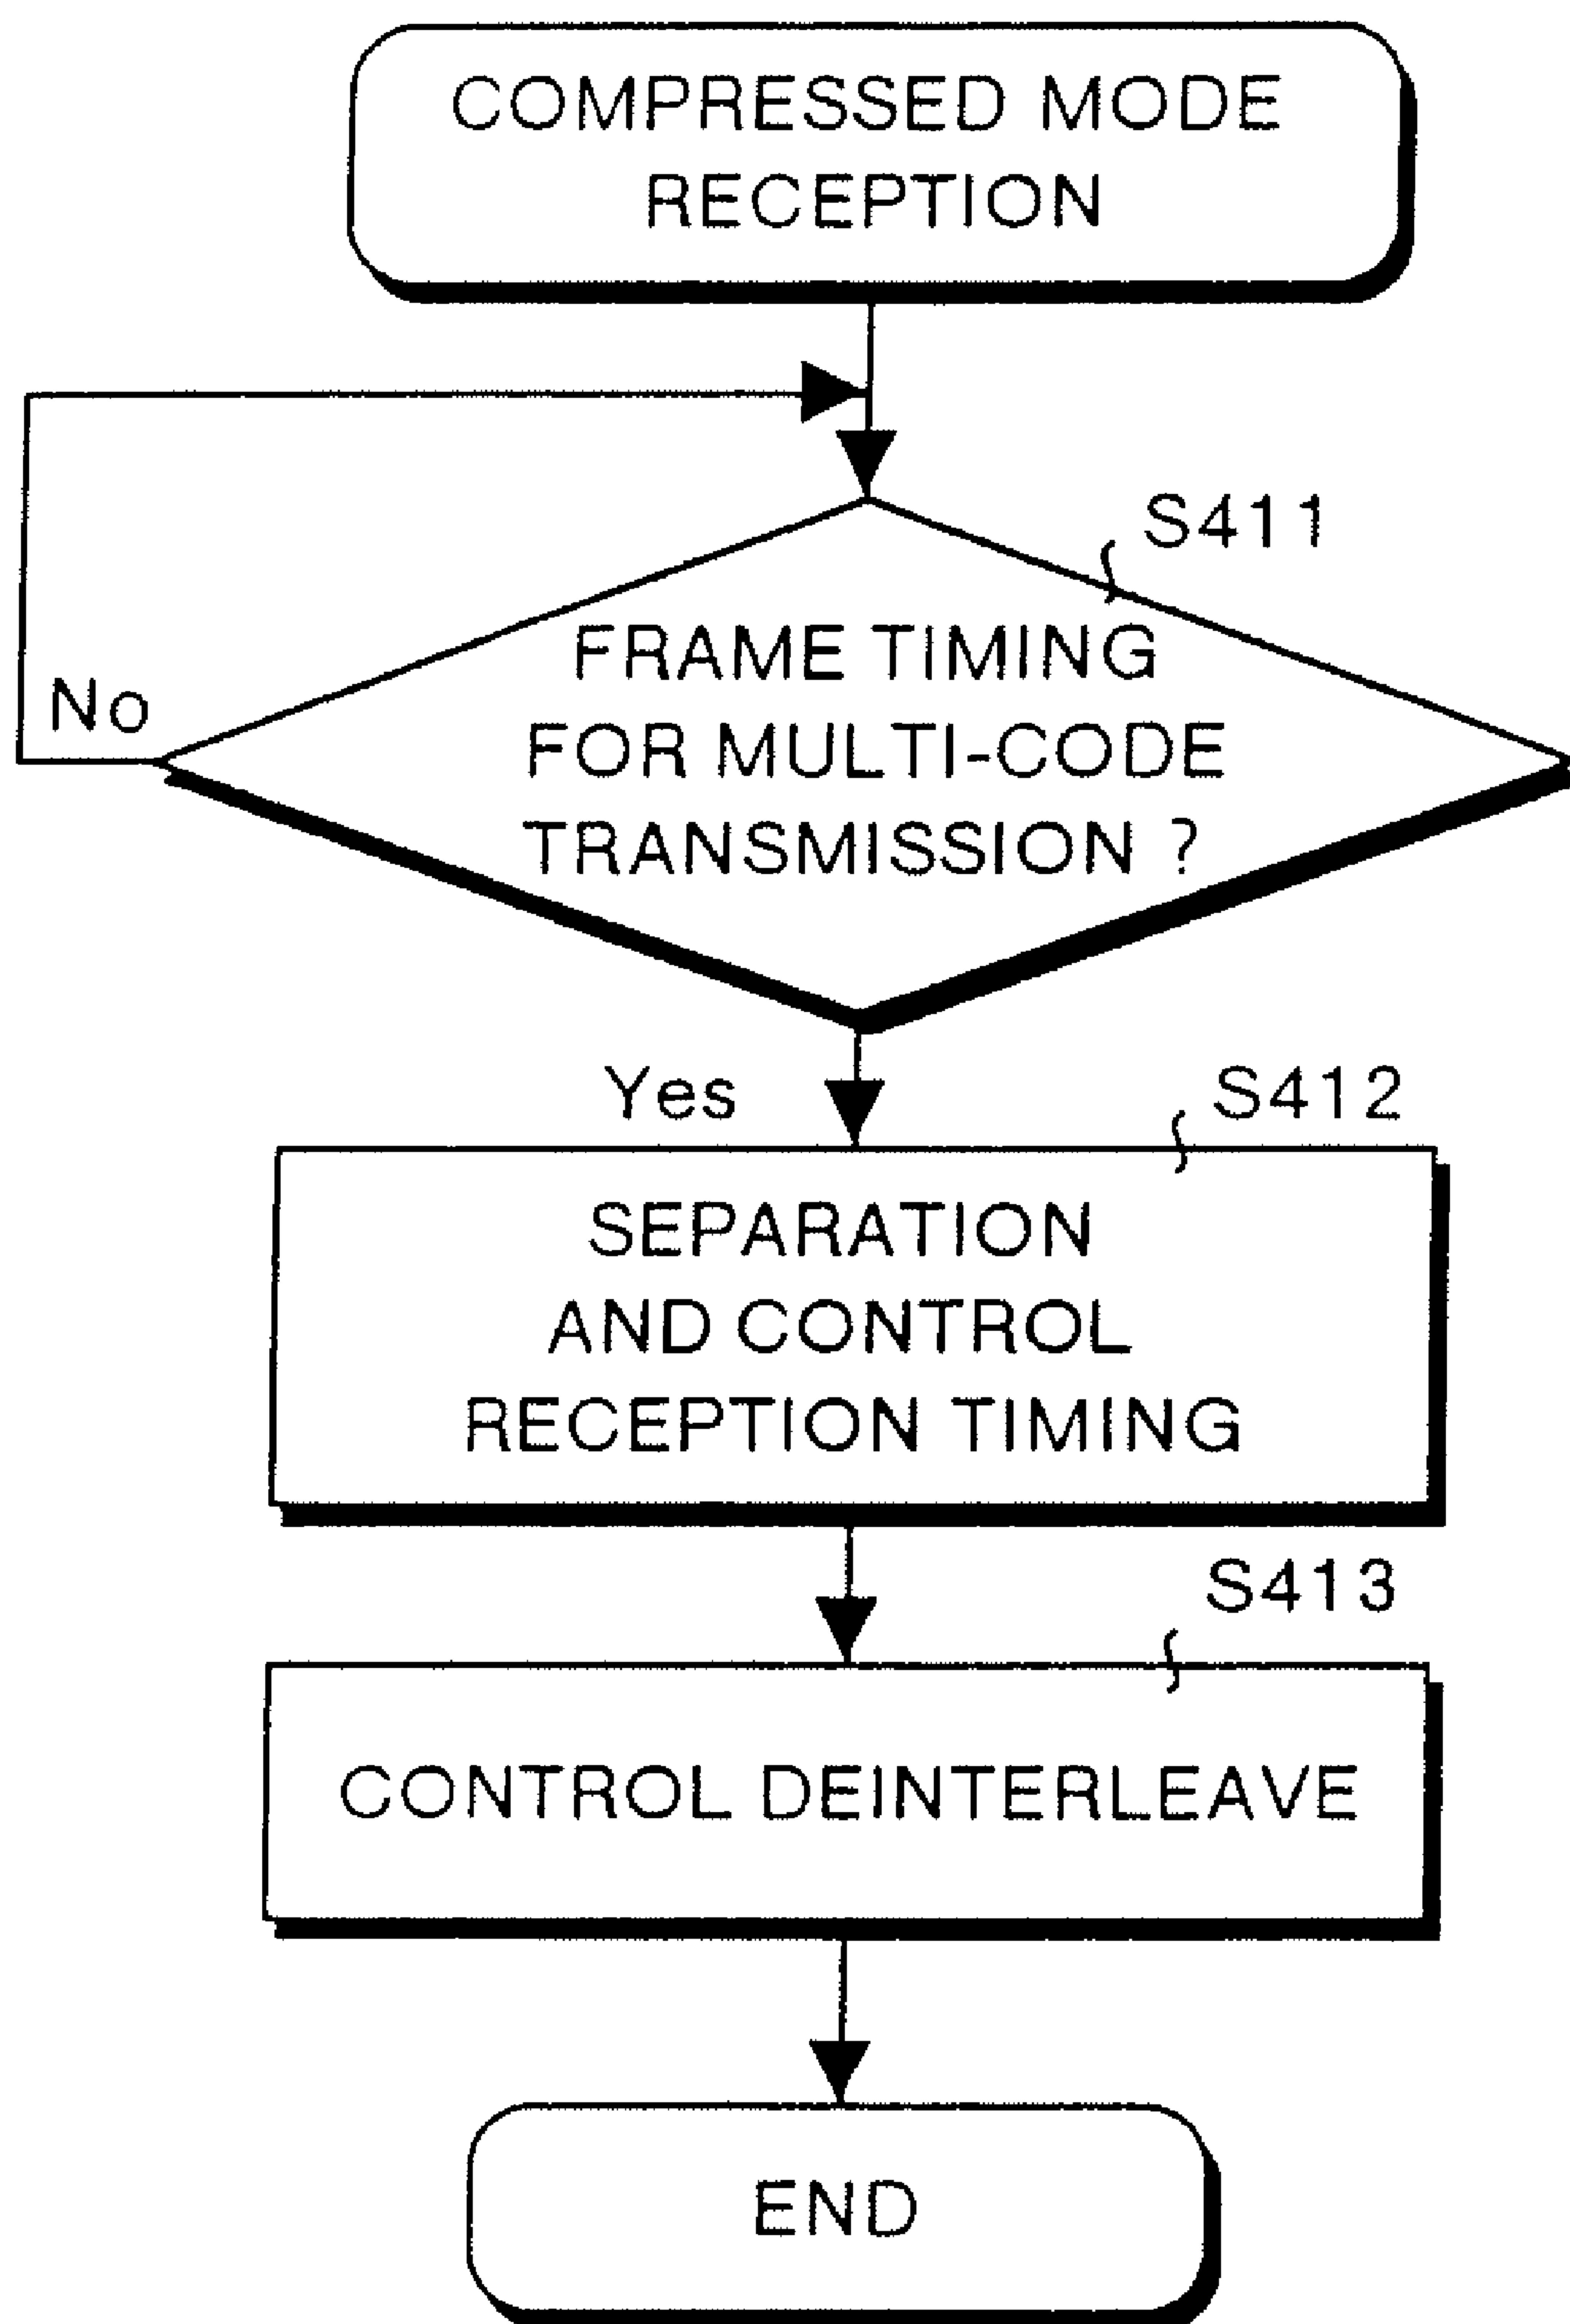 COMPRESSED MODE
RECEPTION
S411
FRAME TIMING
FOR MULTI-CODE
TRANSMISSION ?
No
Yes
S412
SEPARATION
AND CONTROL
RECEPTION TIMING
S413
CONTROL DEINTERLEAVE
END